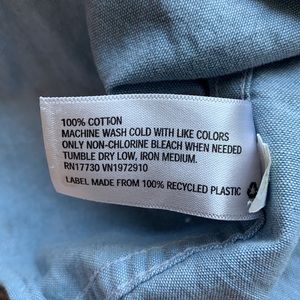 100% COTTON
MACHINE WASH COLD WITH LIKE COLORS
ONLY NON-CHLORINE BLEACH WHEN NEEDED
TUMBLE DRY LOW, IRON MEDIUM.
RN17730 VN1972910
LABEL MADE FROM 100% RECYCLED PLASTIC